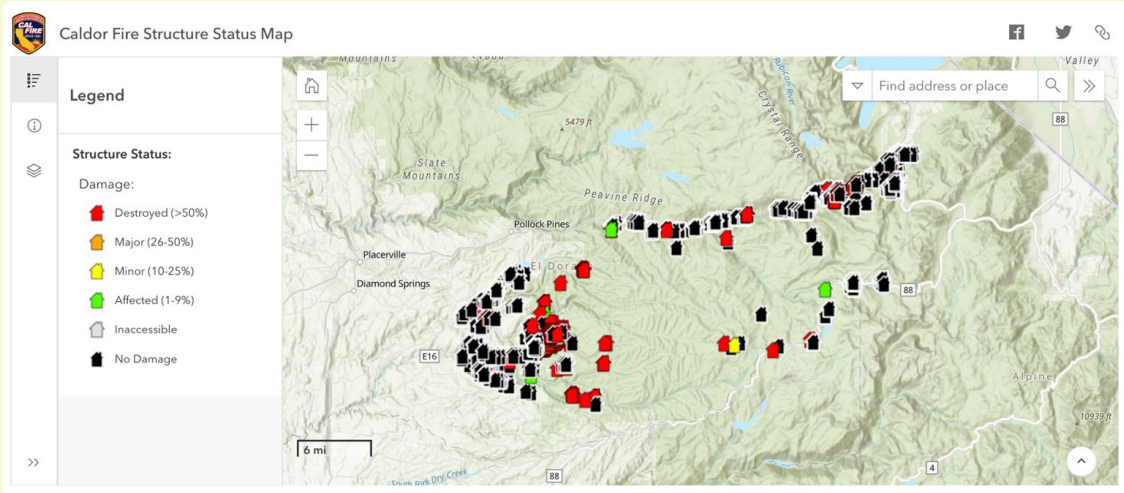 CAL
FIRE
Caldor Fire Structure Status Map
Legend
Structure Status:
Damage:
Destroyed (>50%)
Major (26-50%)
Minor (10-25%)
Affected (1-9%)
Inaccessible
No Damage
Mountains
Rubicon River
Valley
Find address or place
88
5479 ft
Crystal Range
Slate
Mountains
Peavine Ridge
Pollock Pines
Placerville
El Dora
Diamond Springs
88
E16
Alpine
10939 ft
6 mi
4
South Fork Dry Creek
88